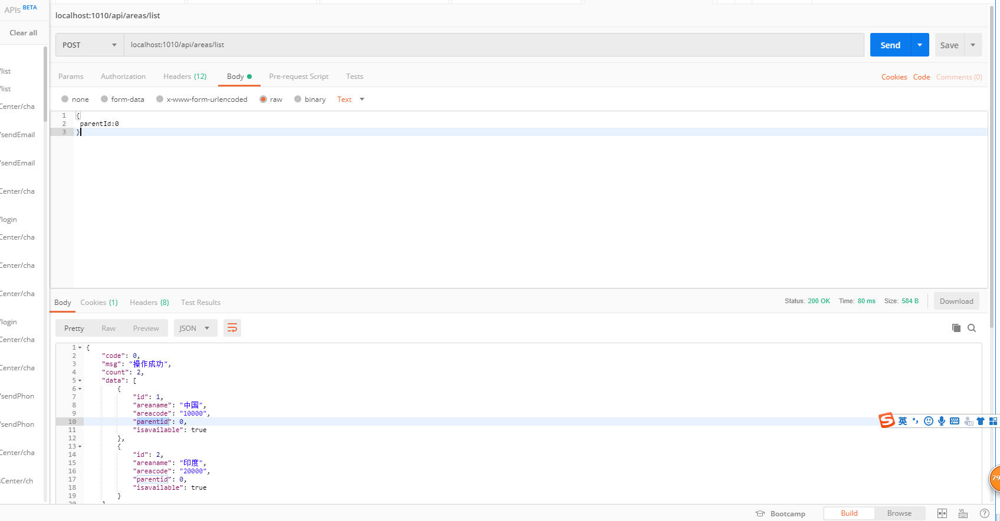 APIs BETA
localhost:1010/api/areas/list
Clear all
POST
localhost:1010/api/areas/list
Send
Save
/list
/list
Center/cha
/sendEmail
/sendEmail
Center/cha
/login
Center/cha
Center/cha
Center/cha
/login
Center/cha
Center/cha
/sendPhon
/sendPhon
Center/cha
sCenter/ch
Params Authorization Headers (12) Body Pre-request Script Tests
Cookies Code Comments (0)
none form-data x-www-form-urlencoded raw binary Text
1 {
2 parentId:0
3 }
Body Cookies (1) Headers (8) Test Results
Status: 200 OK Time: 80 ms Size: 584 B
Download
Pretty Raw Preview JSON
1 {
2 "code": 0,
3 "msg": "操作成功",
4 "count": 2,
5 "data": [
6 {
7 "id": 1,
8 "areaname": "中国",
9 "areacode": "10000",
10 "parentid": 0,
11 "isavailable": true
12 },
13 {
14 "id": 2,
15 "areaname": "印度",
16 "areacode": "20000",
17 "parentid": 0,
18 "isavailable": true
19 }
20 ]
S 英
79
Bootcamp Build Browse